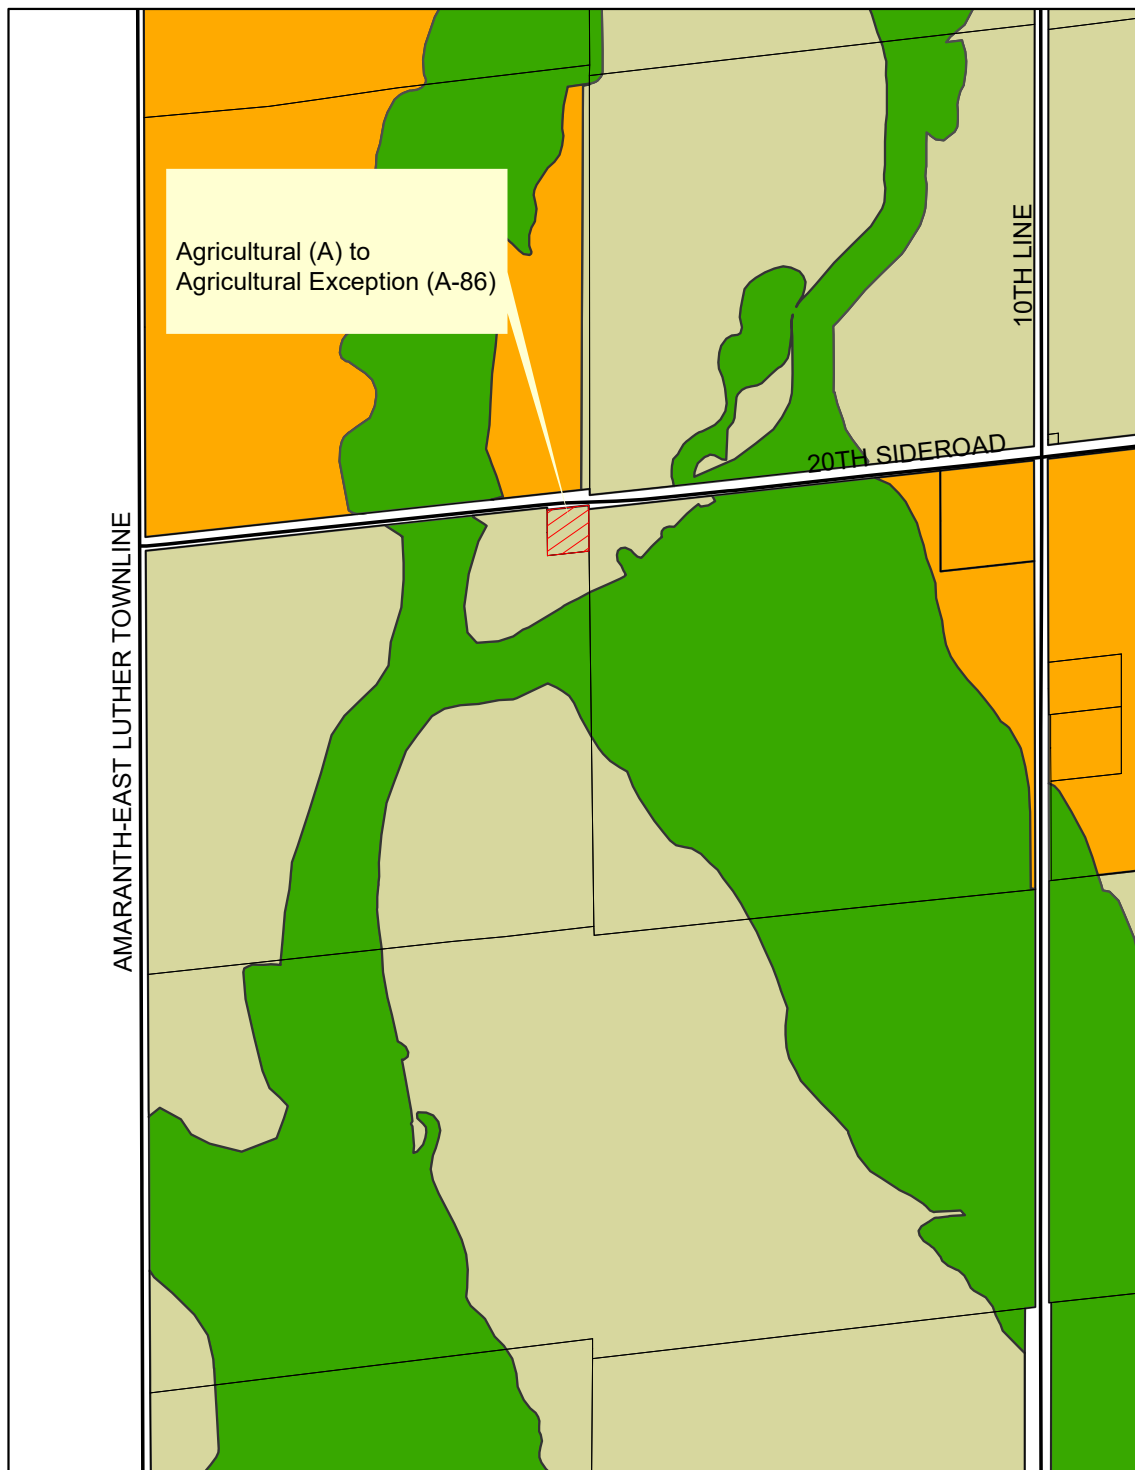 Agricultural (A) to
Agricultural Exception (A-86)
10TH LINE
20TH SIDEROAD
AMARANTH-EAST LUTHER TOWNLINE